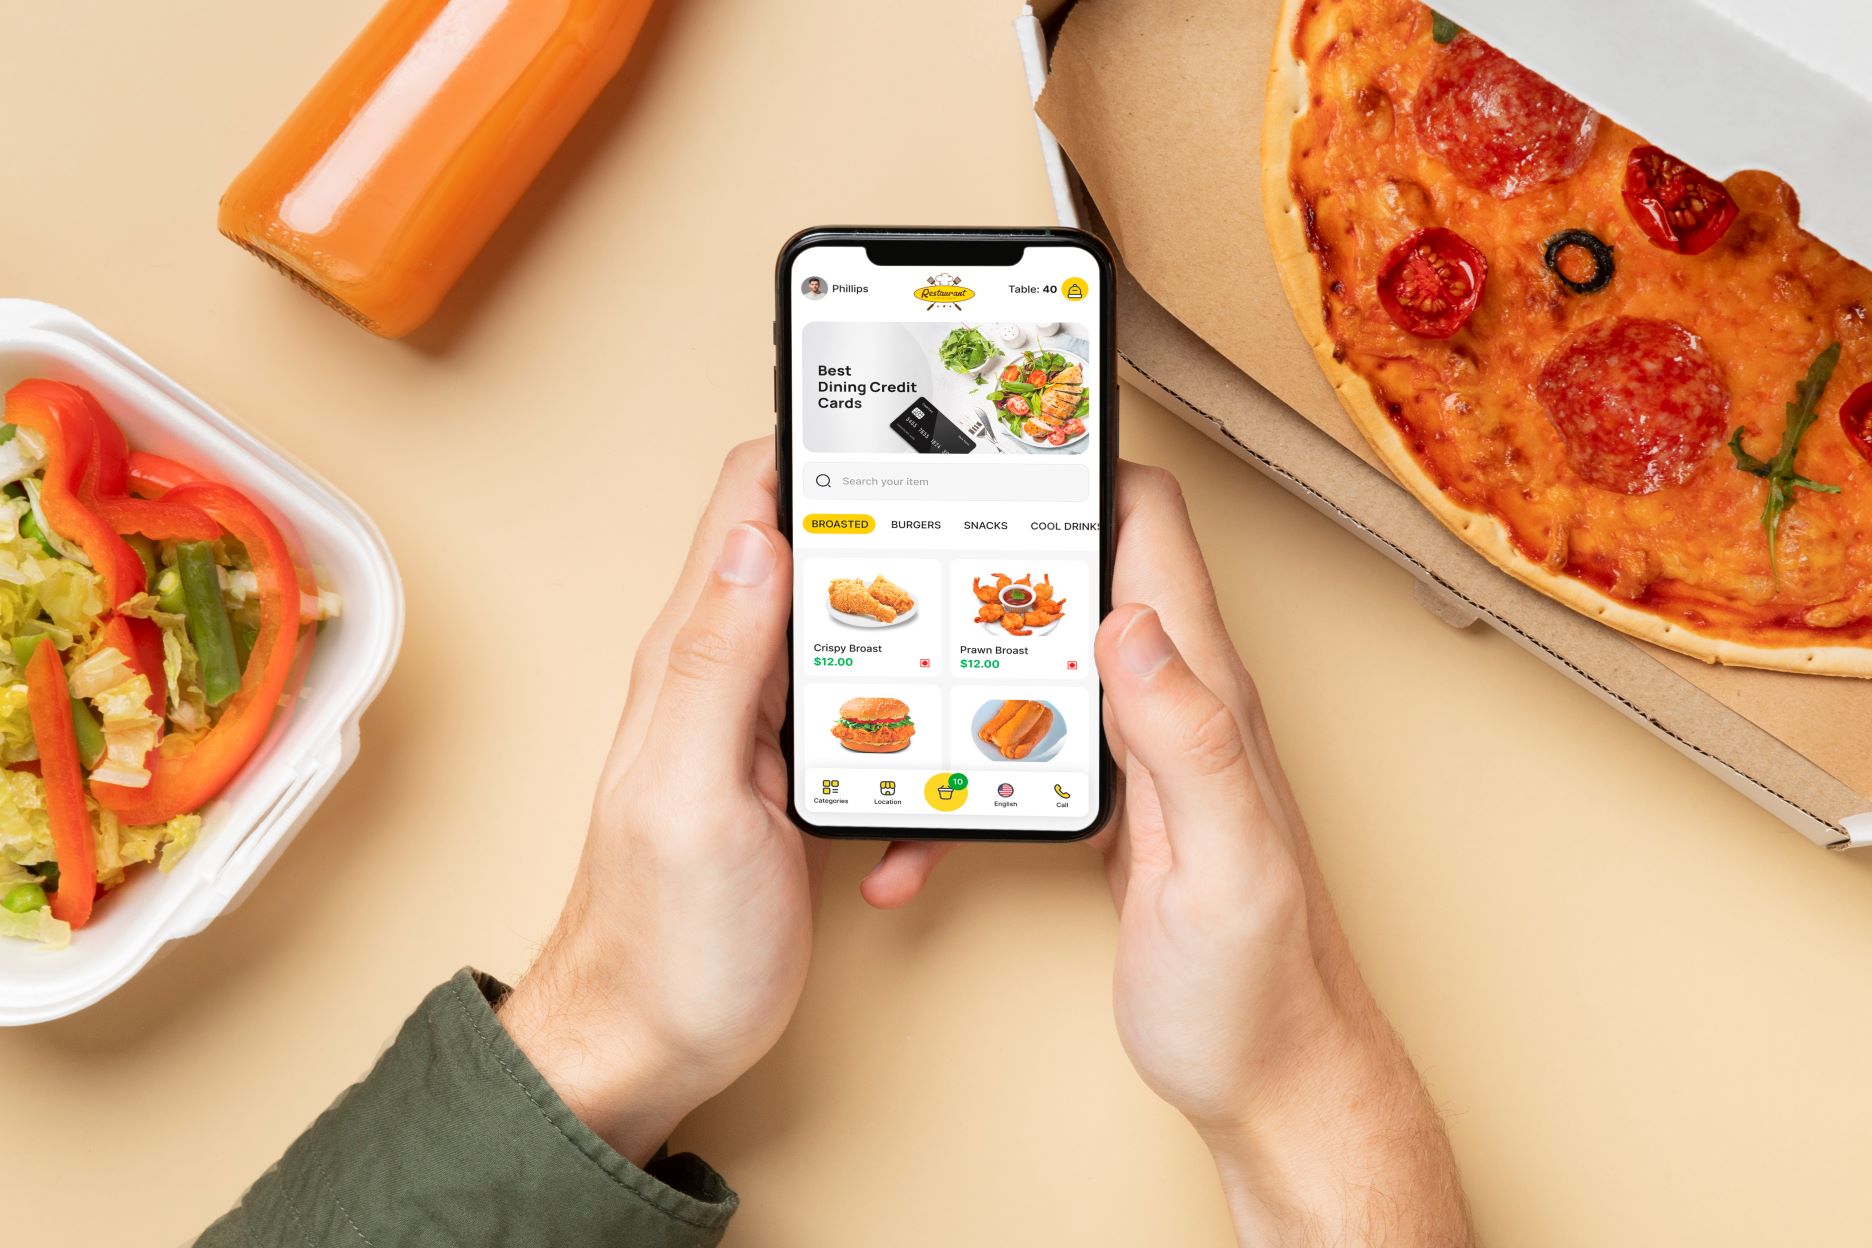 Phillips
Restaurant
Table: 40
Best
Dining Credit
Cards
Search your item
BROASTED BURGERS SNACKS COOL DRINKS
Crispy Broast
$12.00
Prawn Broast
$12.00
10
Categories
Location
English
Call